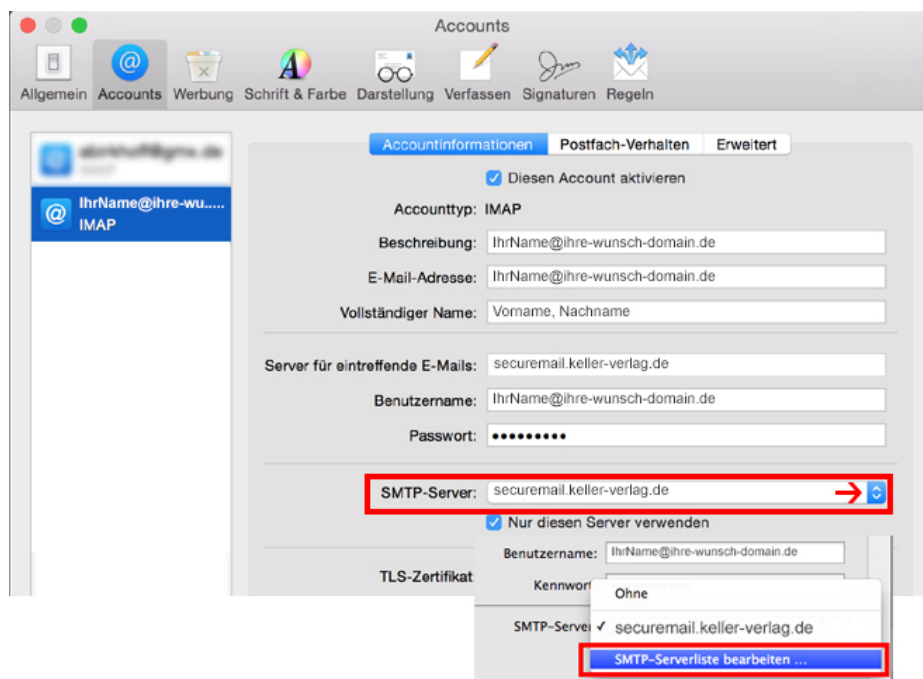 Accounts
Allgemein Accounts Werbung Schrift & Farbe Darstellung Verfassen Signaturen Regeln
Accountinformationen Postfach-Verhalten Erweitert
Diesen Account aktivieren
IhrName@ihre-wu.....
IMAP
Accounttyp: IMAP
Beschreibung: IhrName@ihre-wunsch-domain.de
E-Mail-Adresse: IhrName@ihre-wunsch-domain.de
Vollständiger Name: Vorname, Nachname
Server für eintreffende E-Mails: securemail.keller-verlag.de
Benutzername: IhrName@ihre-wunsch-domain.de
Passwort: •••••••••
SMTP-Server: securemail.keller-verlag.de
Nur diesen Server verwenden
TLS-Zertifikat
Benutzername: IhrName@ihre-wunsch-domain.de
Kennwor
Ohne
SMTP-Serve ✓ securemail.keller-verlag.de
SMTP-Serverliste bearbeiten ...